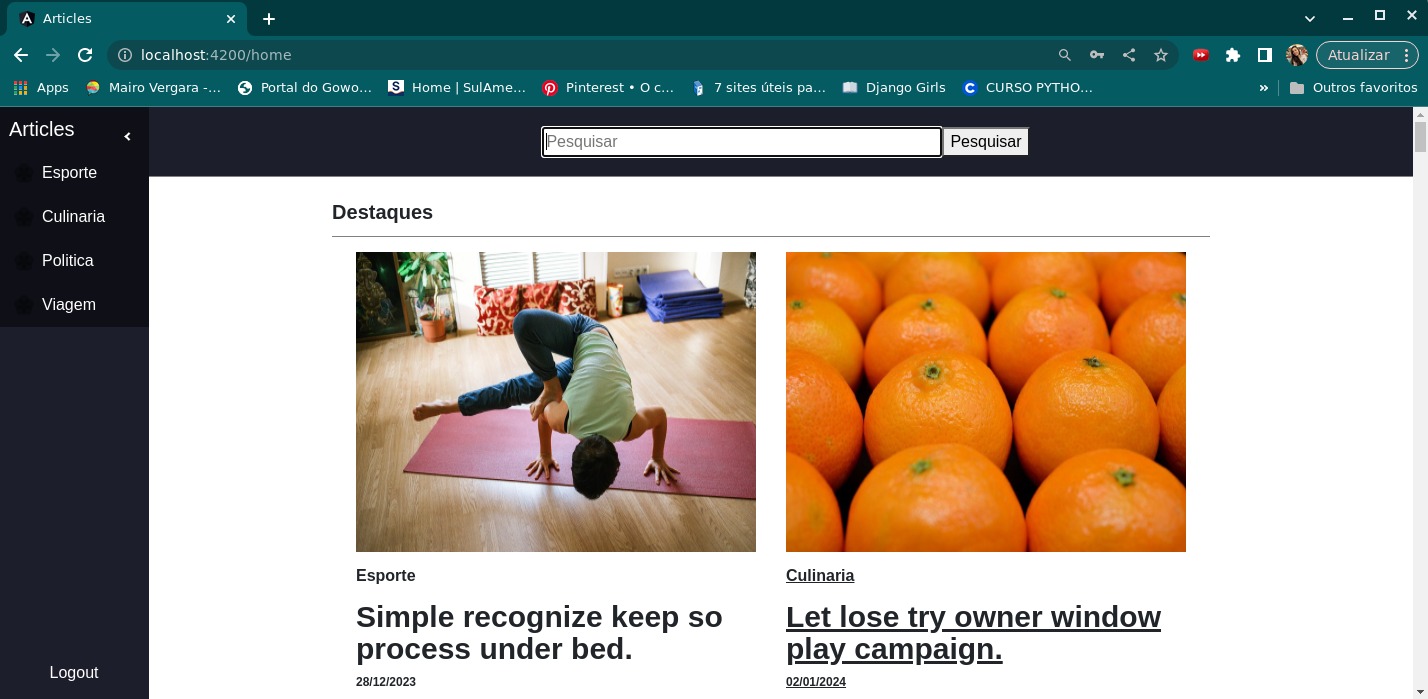 Articles
localhost:4200/home
Atualizar
Apps
Mairo Vergara -...
Portal do Gowo...
Home | SulAme...
Pinterest • O c...
7 sites úteis pa...
Django Girls
CURSO PYTHO...
»
Outros favoritos
Articles
Pesquisar
Pesquisar
Esporte
Culinaria
Politica
Viagem
Logout
Destaques
Esporte
Simple recognize keep so
process under bed.
28/12/2023
Culinaria
Let lose try owner window
play campaign.
02/01/2024